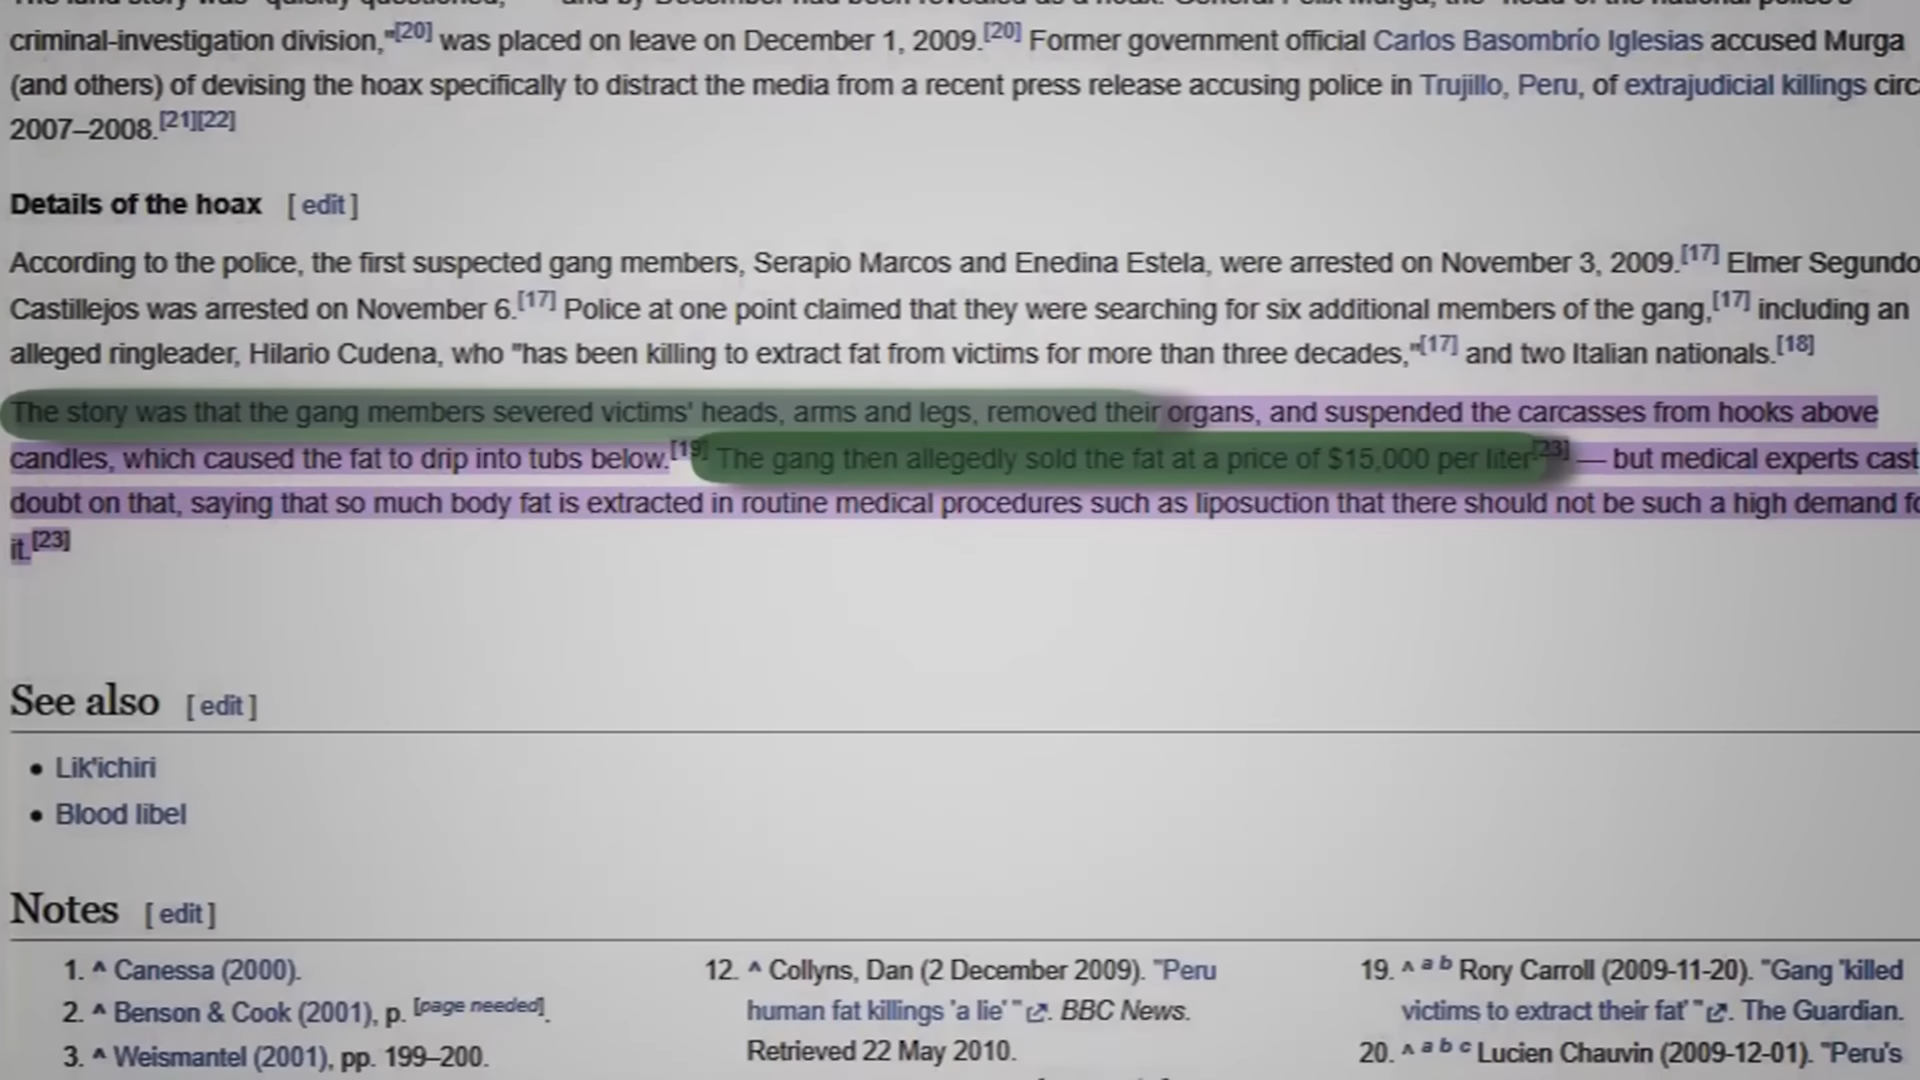 criminal-investigation division,"[20] was placed on leave on December 1, 2009.[20] Former government official Carlos Basombrío Iglesias accused Murga
(and others) of devising the hoax specifically to distract the media from a recent press release accusing police in Trujillo, Peru, of extrajudicial killings circ
2007–2008.[21][22]
Details of the hoax [ edit ]
According to the police, the first suspected gang members, Serapio Marcos and Enedina Estela, were arrested on November 3, 2009.[17] Elmer Segundo
Castillejos was arrested on November 6.[17] Police at one point claimed that they were searching for six additional members of the gang,[17] including an
alleged ringleader, Hilario Cudena, who "has been killing to extract fat from victims for more than three decades,"[17] and two Italian nationals.[18]
The story was that the gang members severed victims' heads, arms and legs, removed their organs, and suspended the carcasses from hooks above
candles, which caused the fat to drip into tubs below.[19] The gang then allegedly sold the fat at a price of $15,000 per liter[23] — but medical experts cast
doubt on that, saying that so much body fat is extracted in routine medical procedures such as liposuction that there should not be such a high demand fo
it.[23]
See also [ edit ]
• Lik'ichiri
• Blood libel
Notes [ edit ]
1. ^ Canessa (2000).
2. ^ Benson & Cook (2001), p. [page needed].
3. ^ Weismantel (2001), pp. 199–200.
12. ^ Collyns, Dan (2 December 2009). "Peru
human fat killings 'a lie' ". BBC News.
Retrieved 22 May 2010.
19. ^ a b Rory Carroll (2009-11-20). "Gang 'killed
victims to extract their fat' ". The Guardian.
20. ^ a b c Lucien Chauvin (2009-12-01). "Peru's